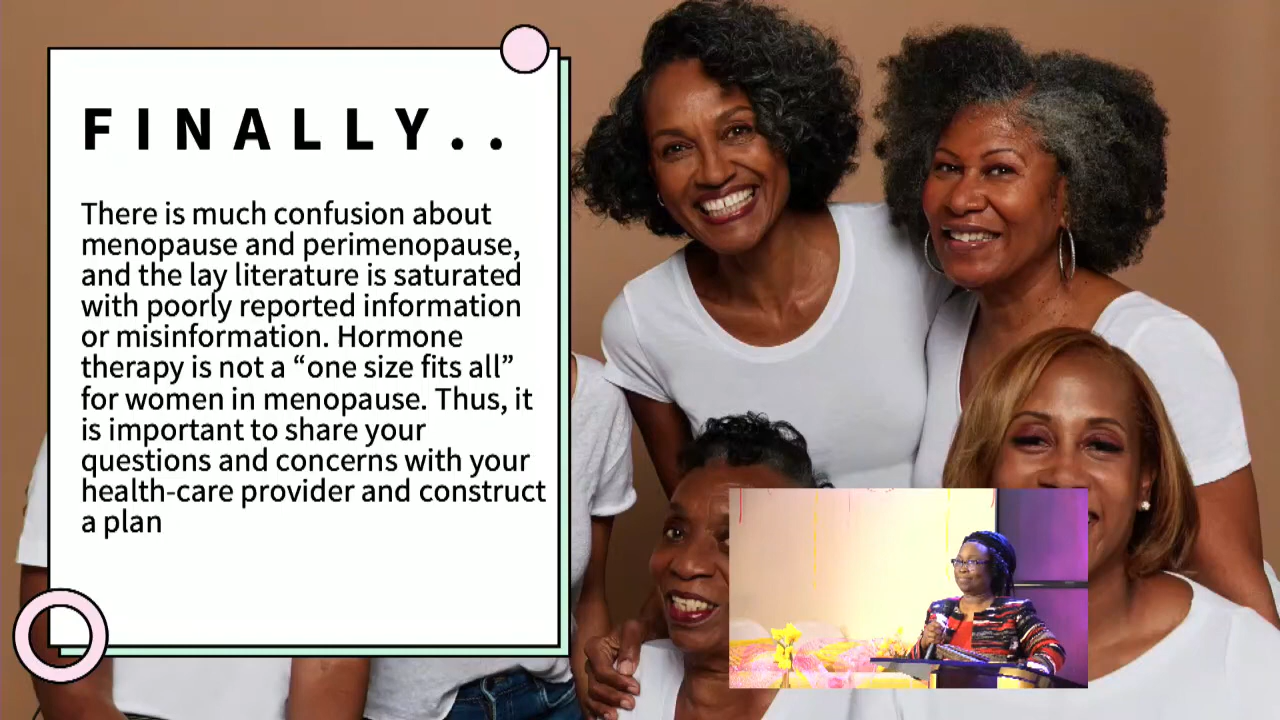 FINALLY..
There is much confusion about
menopause and perimenopause,
and the lay literature is saturated
with poorly reported information
or misinformation. Hormone
therapy is not a “one size fits all”
for women in menopause. Thus, it
is important to share your
questions and concerns with your
health-care provider and construct
a plan